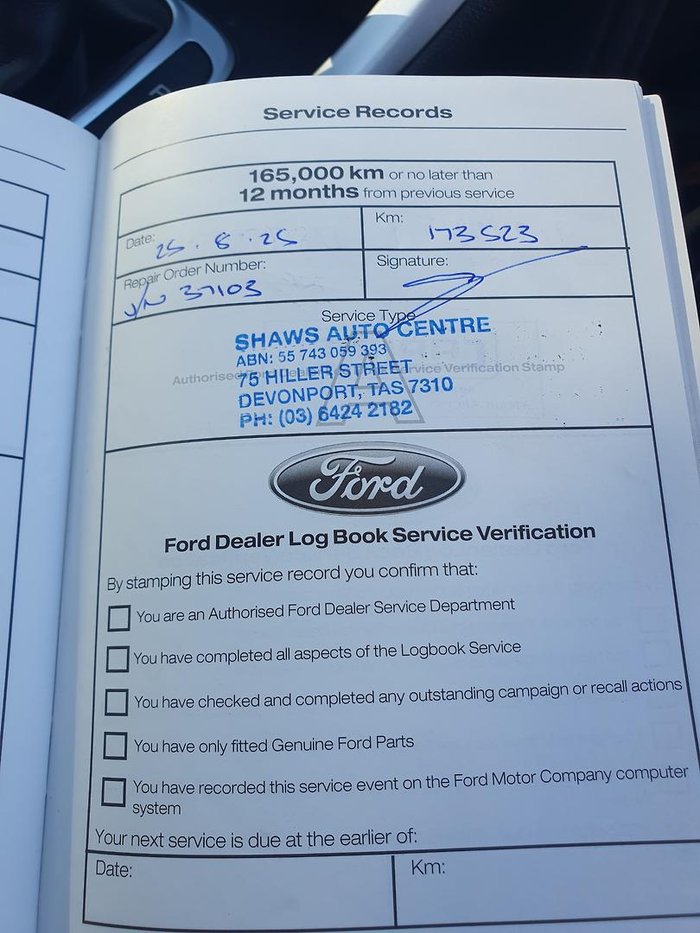 Service Records
165,000 km or no later than
12 months from previous service
Date: 25.8.25
Km: 173523
Repair Order Number: J/N 37103
Signature:
Service Type
SHAWS AUTO CENTRE
ABN: 55 743 059 393
Authorised Service Verification Stamp
75 HILLER STREET
DEVONPORT, TAS 7310
PH: (03) 6424 2182
A
Ford
Ford Dealer Log Book Service Verification
By stamping this service record you confirm that:
You are an Authorised Ford Dealer Service Department
You have completed all aspects of the Logbook Service
You have checked and completed any outstanding campaign or recall actions
You have only fitted Genuine Ford Parts
You have recorded this service event on the Ford Motor Company computer
system
Your next service is due at the earlier of:
Date:
Km: